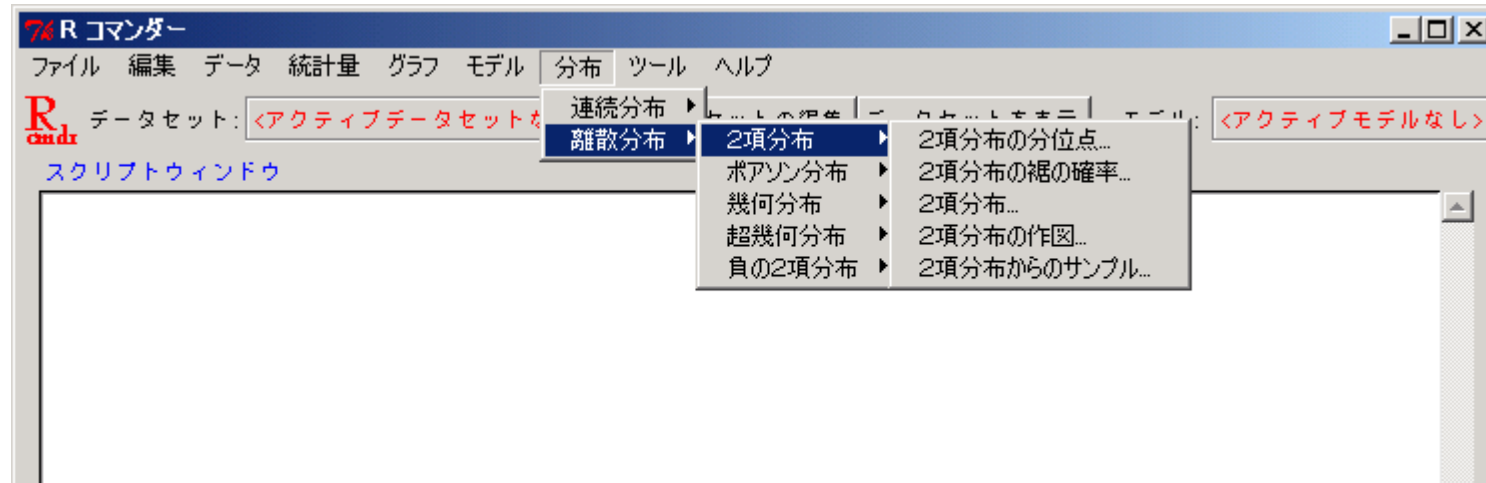 R コマンダー
ファイル 編集 データ 統計量 グラフ モデル 分布 ツール ヘルプ
R cmdr データセット: <アクティブデータセットな モデル: <アクティブモデルなし>
スクリプトウィンドウ
連続分布
離散分布
2項分布
ポアソン分布
幾何分布
超幾何分布
負の2項分布
2項分布の分位点...
2項分布の裾の確率...
2項分布...
2項分布の作図...
2項分布からのサンプル...